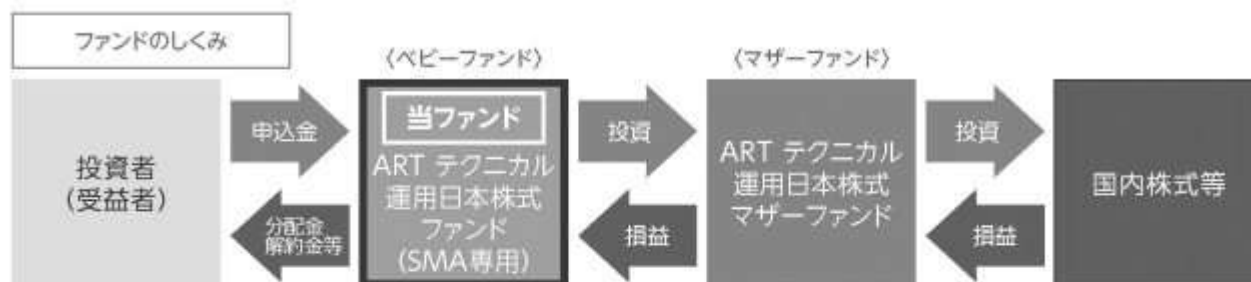 ファンドのしくみ
〈ベビーファンド〉
〈マザーファンド〉
投資者
(受益者)
申込金
分配金
解約金等
当ファンド
ART テクニカル
運用日本株式
ファンド
(SMA専用)
投資
損益
ART テクニカル
運用日本株式
マザーファンド
投資
損益
国内株式等